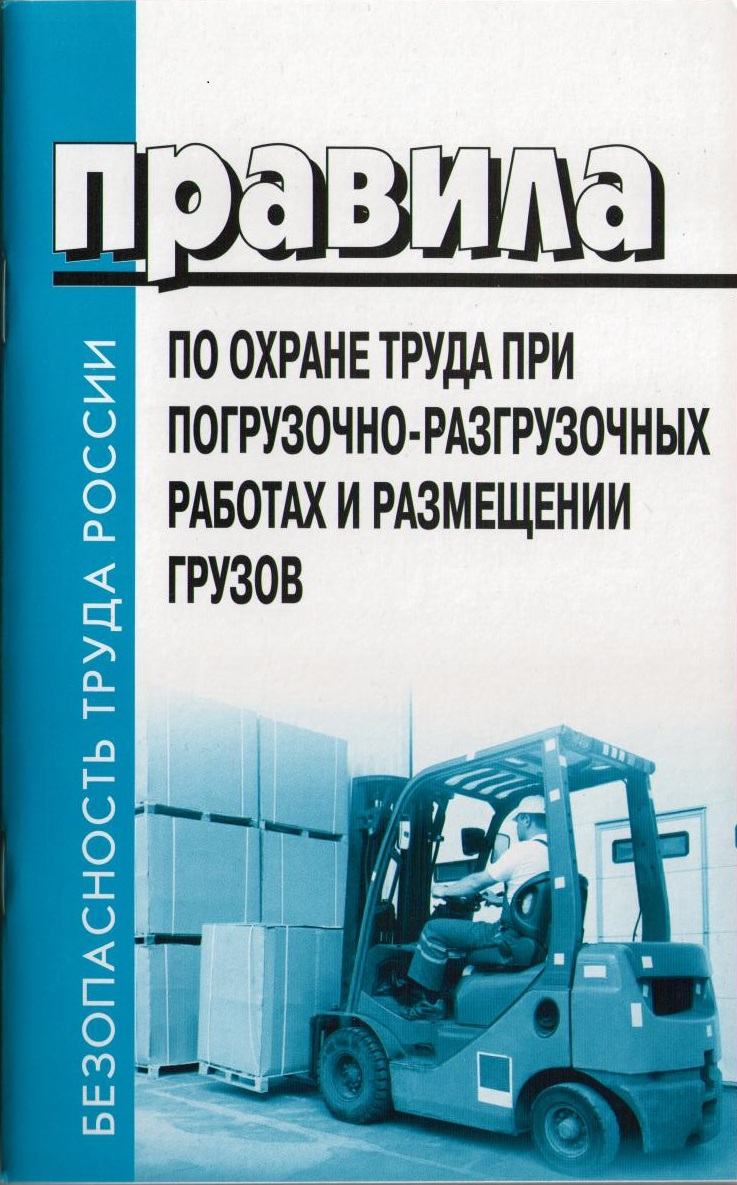 правила
ПО ОХРАНЕ ТРУДА ПРИ
ПОГРУЗОЧНО-РАЗГРУЗОЧНЫХ
РАБОТАХ И РАЗМЕЩЕНИИ
ГРУЗОВ
БЕЗОПАСНОСТЬ ТРУДА РОССИИ